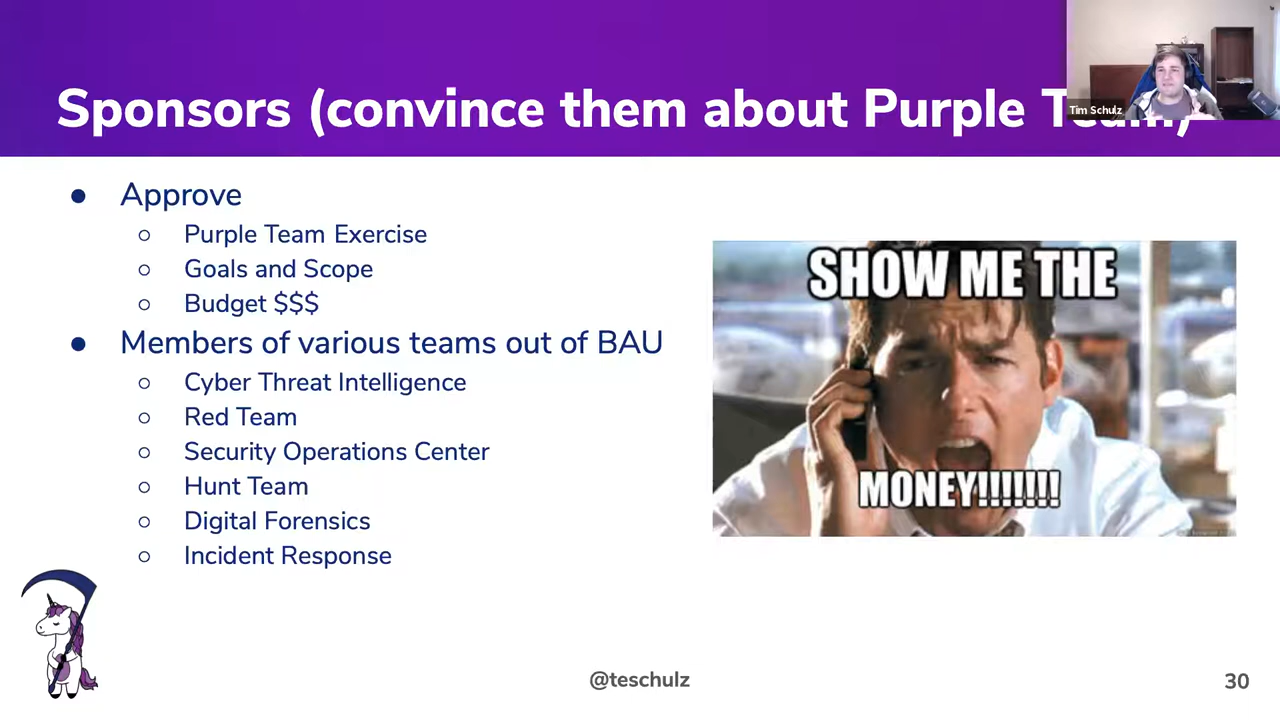 Sponsors (convince them about Purple Team)
Tim Schulz
● Approve
○ Purple Team Exercise
○ Goals and Scope
○ Budget $$$
● Members of various teams out of BAU
○ Cyber Threat Intelligence
○ Red Team
○ Security Operations Center
○ Hunt Team
○ Digital Forensics
○ Incident Response
SHOW ME THE
MONEY!!!!!!!
@teschulz
30